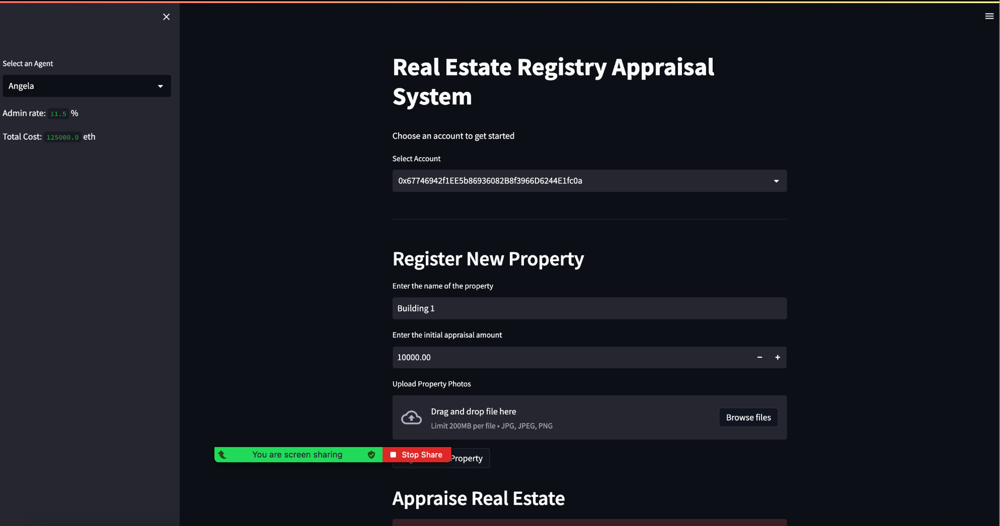 Select an Agent
Angela
Admin rate: 11.5 %
Total Cost: 125000.0 eth
Real Estate Registry Appraisal
System
Choose an account to get started
Select Account
0x67746942f1EE5b86936082B8f3966D6244E1fc0a
Register New Property
Enter the name of the property
Building 1
Enter the initial appraisal amount
10000.00
Upload Property Photos
Drag and drop file here
Limit 200MB per file • JPG, JPEG, PNG
Browse files
You are screen sharing
Stop Share
Property
Appraise Real Estate